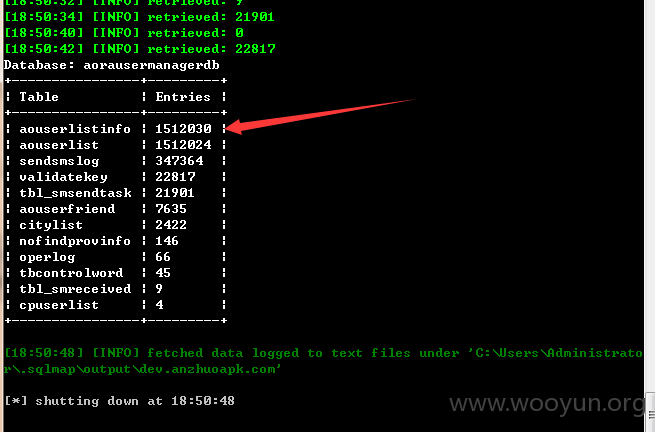 [18:50:32] [INFO] retrieved: 9
[18:50:34] [INFO] retrieved: 21901
[18:50:40] [INFO] retrieved: 0
[18:50:42] [INFO] retrieved: 22817
Database: aorausermanagerdb
+----------------+---------+
¦ Table          ¦ Entries ¦
+----------------+---------+
¦ aouserlistinfo ¦ 1512030 ¦
¦ aouserlist     ¦ 1512024 ¦
¦ sendsmslog     ¦ 347364  ¦
¦ validatekey    ¦ 22817   ¦
¦ tbl_smsendtask ¦ 21901   ¦
¦ aouserfriend   ¦ 7635    ¦
¦ citylist       ¦ 2422    ¦
¦ nofindprovinfo ¦ 146     ¦
¦ operlog        ¦ 66      ¦
¦ tbcontrolword  ¦ 45      ¦
¦ tbl_smreceived ¦ 9       ¦
¦ cpuserlist     ¦ 4       ¦
+----------------+---------+
[18:50:48] [INFO] fetched data logged to text files under 'C:\Users\Administrato
r\.sqlmap\output\dev.anzhuoapk.com'
[*] shutting down at 18:50:48
www.wooyun.org